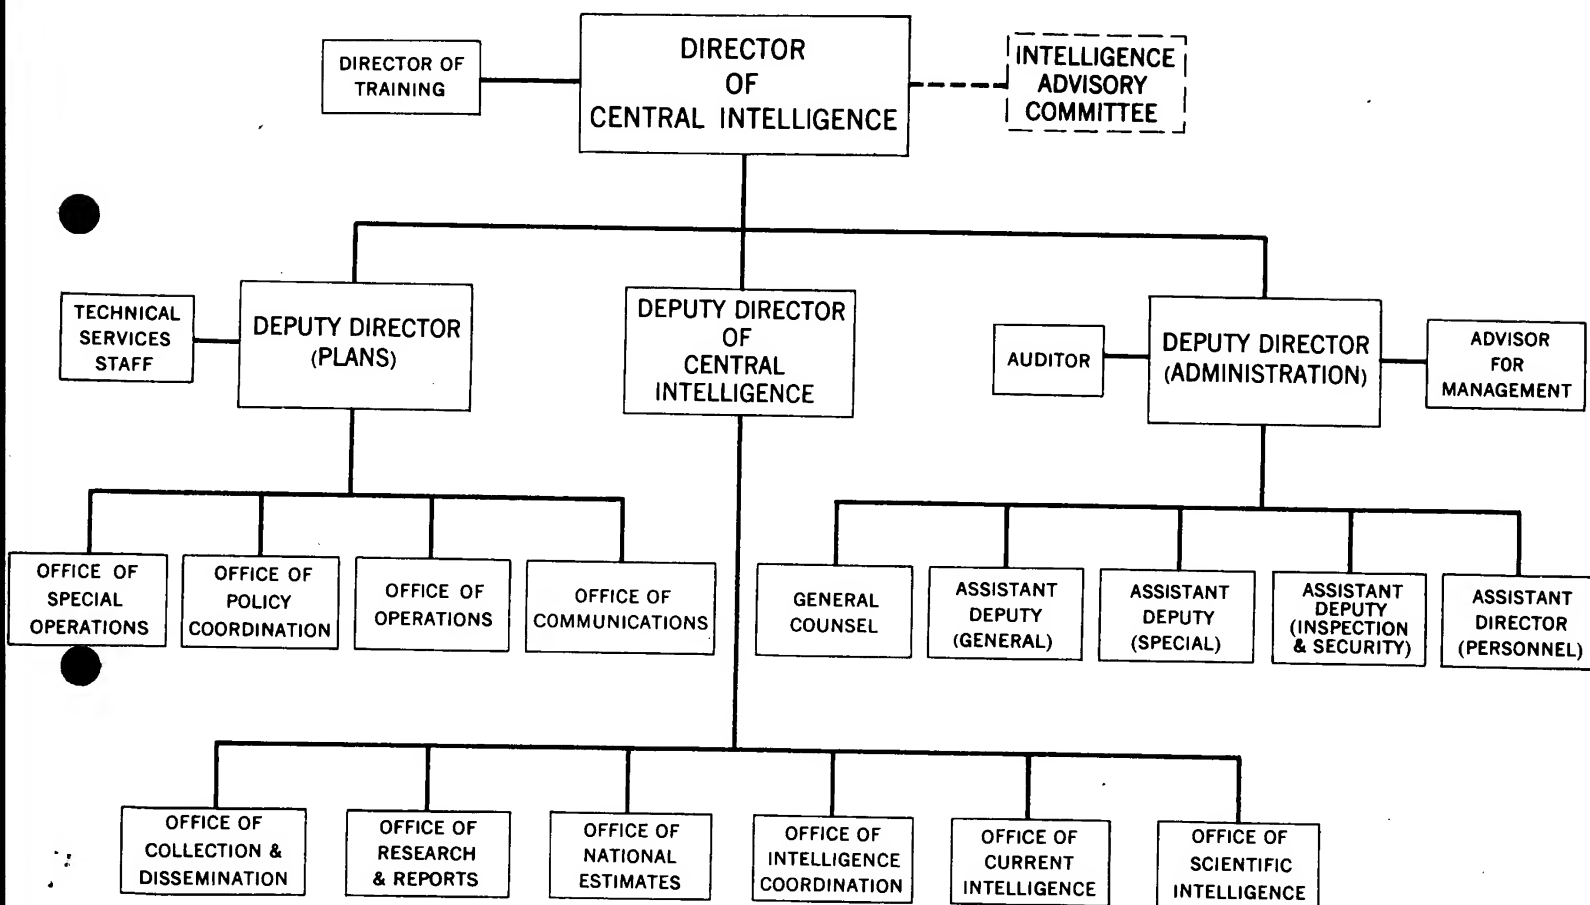 DIRECTOR OF
TRAINING
DIRECTOR
OF
CENTRAL INTELLIGENCE
INTELLIGENCE
ADVISORY
COMMITTEE
TECHNICAL
SERVICES
STAFF
DEPUTY DIRECTOR
(PLANS)
DEPUTY DIRECTOR
OF
CENTRAL
INTELLIGENCE
AUDITOR
DEPUTY DIRECTOR
(ADMINISTRATION)
ADVISOR
FOR
MANAGEMENT
OFFICE OF
SPECIAL
OPERATIONS
OFFICE OF
POLICY
COORDINATION
OFFICE OF
OPERATIONS
OFFICE OF
COMMUNICATIONS
GENERAL
COUNSEL
ASSISTANT
DEPUTY
(GENERAL)
ASSISTANT
DEPUTY
(SPECIAL)
ASSISTANT
DEPUTY
(INSPECTION
& SECURITY)
ASSISTANT
DIRECTOR
(PERSONNEL)
OFFICE OF
COLLECTION &
DISSEMINATION
OFFICE OF
RESEARCH
& REPORTS
OFFICE OF
NATIONAL
ESTIMATES
OFFICE OF
INTELLIGENCE
COORDINATION
OFFICE OF
CURRENT
INTELLIGENCE
OFFICE OF
SCIENTIFIC
INTELLIGENCE